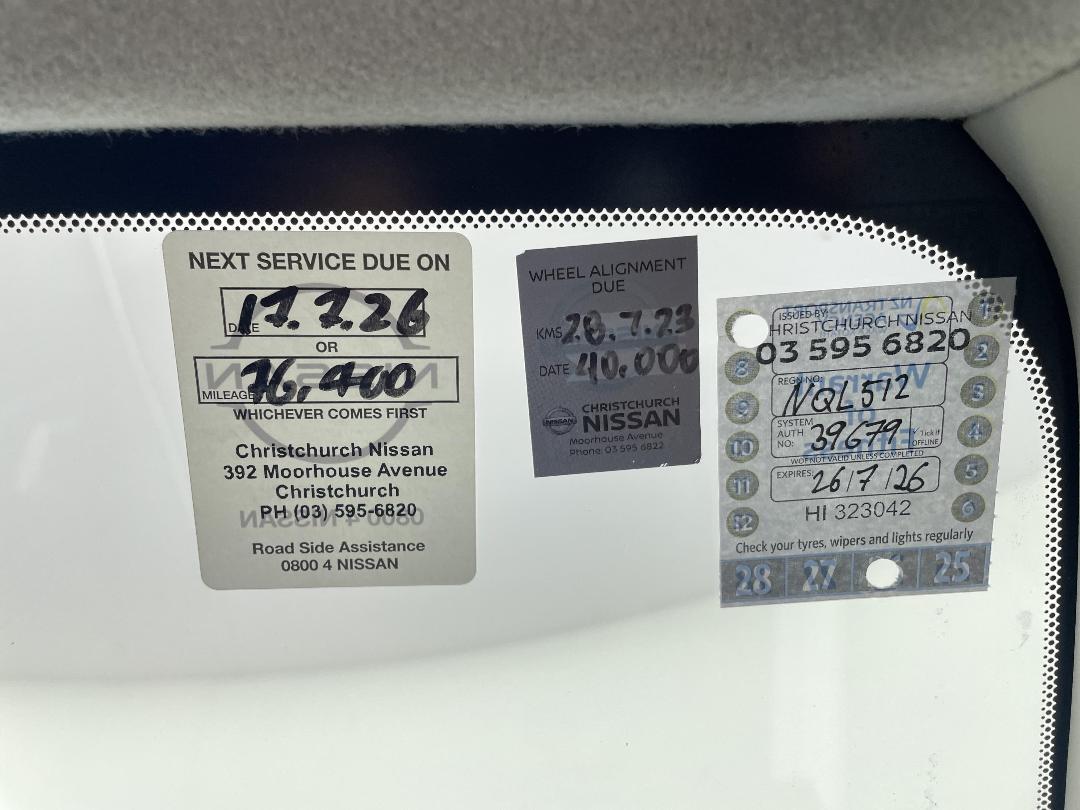 NEXT SERVICE DUE ON
DATE 17.7.26
OR
MILEAGE 76,400
WHICHEVER COMES FIRST
Christchurch Nissan
392 Moorhouse Avenue
Christchurch
PH (03) 595-6820
Road Side Assistance
0800 4 NISSAN
WHEEL ALIGNMENT
DUE
KMS 28.7.23
DATE 40.000
CHRISTCHURCH
NISSAN
Moorhouse Avenue
Phone: 03 595 6822
ISSUED BY:
CHRISTCHURCH NISSAN
03 595 6820
REGN NO:
NQL512
SYSTEM
AUTH
NO: 39679
Tick if
OFFLINE
WOF NOT VALID UNLESS COMPLETED
EXPIRES: 26/7/26
HI 323042
Check your tyres, wipers and lights regularly
8
9
10
11
12
1
2
3
4
5
6
28 27 25